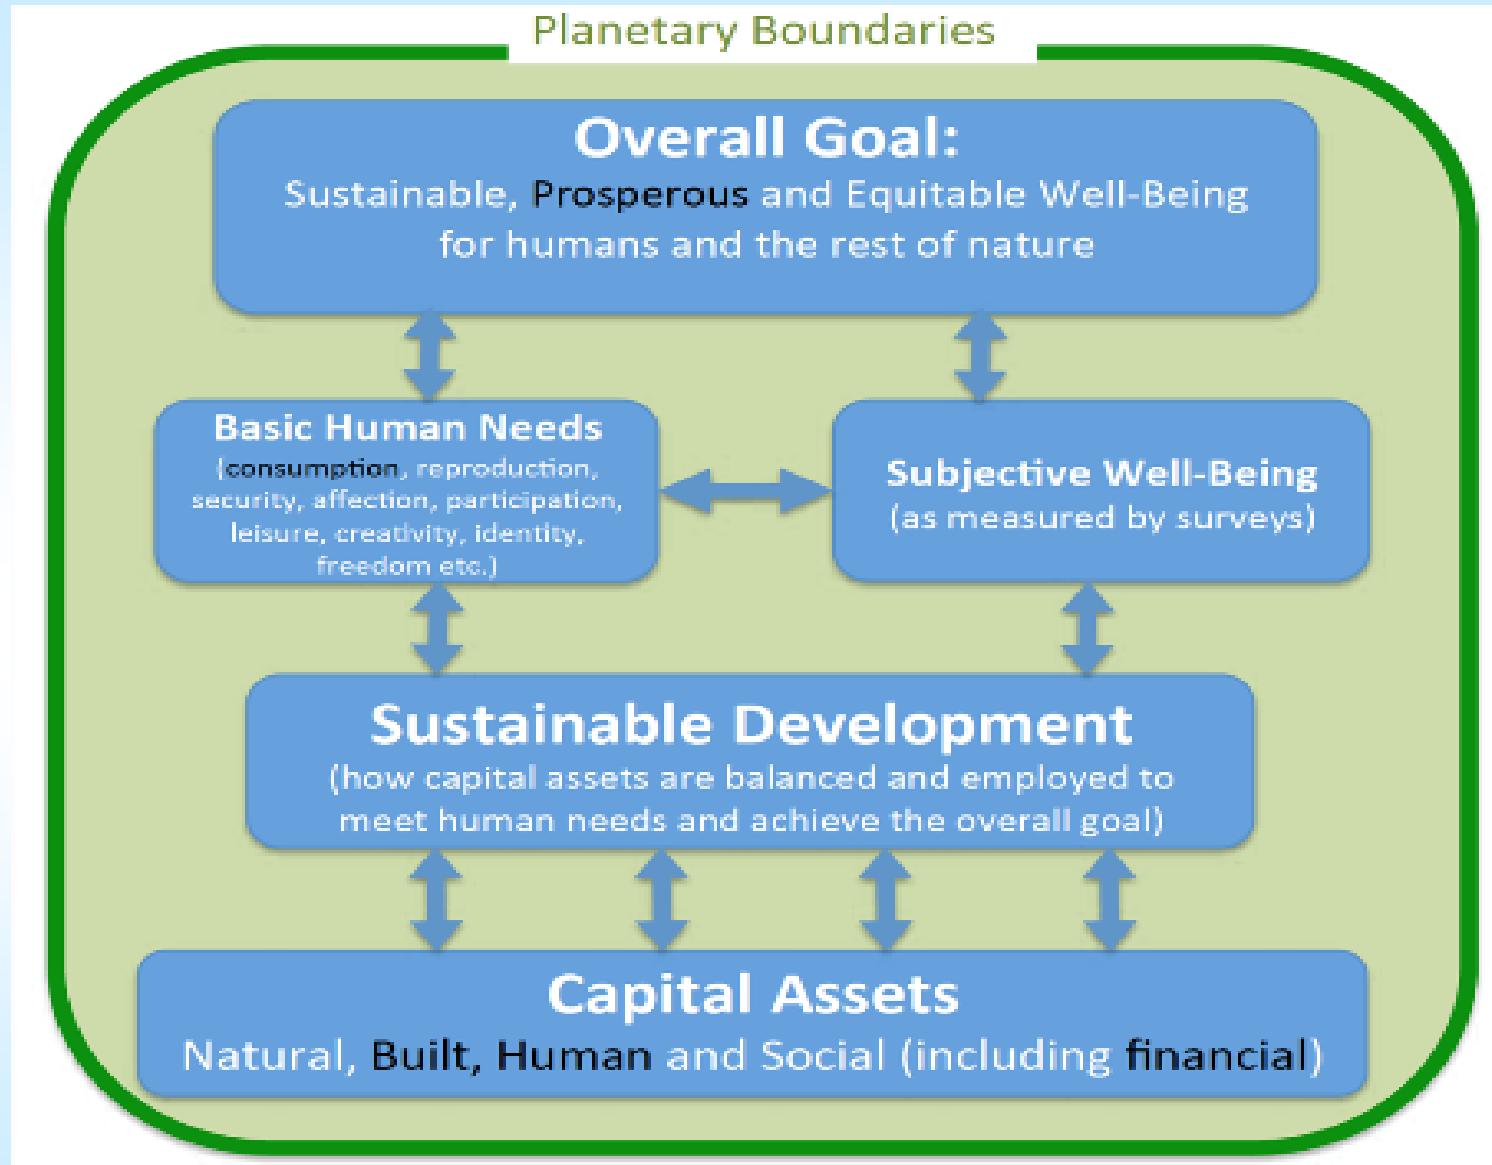 Planetary Boundaries
Overall Goal:
Sustainable, Prosperous and Equitable Well-Being
for humans and the rest of nature
Basic Human Needs
(consumption, reproduction,
security, affection, participation,
leisure, creativity, identity,
freedom etc.)
Subjective Well-Being
(as measured by surveys)
Sustainable Development
(how capital assets are balanced and employed to
meet human needs and achieve the overall goal)
Capital Assets
Natural, Built, Human and Social (including financial)